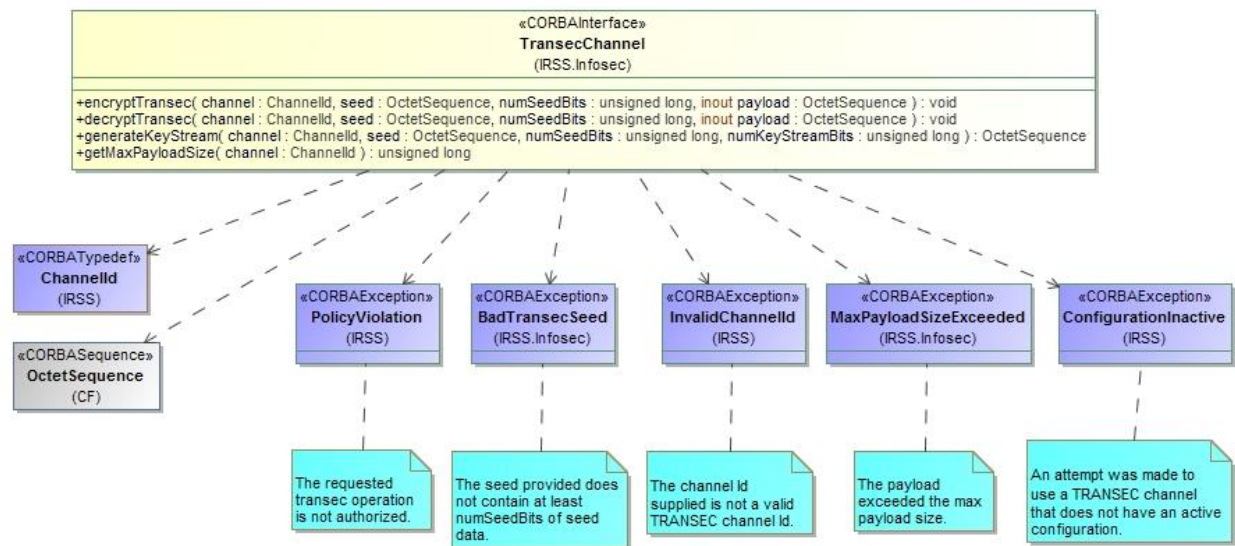 «CORBAInterface»
TransecChannel
(IRSS.Infosec)
+encryptTransec( channel : ChannelId, seed : OctetSequence, numSeedBits : unsigned long, inout payload : OctetSequence ) : void
+decryptTransec( channel : ChannelId, seed : OctetSequence, numSeedBits : unsigned long, inout payload : OctetSequence ) : void
+generateKeyStream( channel : ChannelId, seed : OctetSequence, numSeedBits : unsigned long, numKeyStreamBits : unsigned long ) : OctetSequence
+getMaxPayloadSize( channel : ChannelId ) : unsigned long
«CORBATypedef»
ChannelId
(IRSS)
«CORBASequence»
OctetSequence
(CF)
«CORBAException»
PolicyViolation
(IRSS)
«CORBAException»
BadTransecSeed
(IRSS.Infosec)
«CORBAException»
InvalidChannelId
(IRSS)
«CORBAException»
MaxPayloadSizeExceeded
(IRSS.Infosec)
«CORBAException»
ConfigurationInactive
(IRSS)
The requested
transec operation
is not authorized.
The seed provided does
not contain at least
numSeedBits of seed
data.
The channel id
supplied is not a valid
TRANSEC channel Id.
The payload
exceeded the max
payload size.
An attempt was made to
use a TRANSEC channel
that does not have an active
configuration.